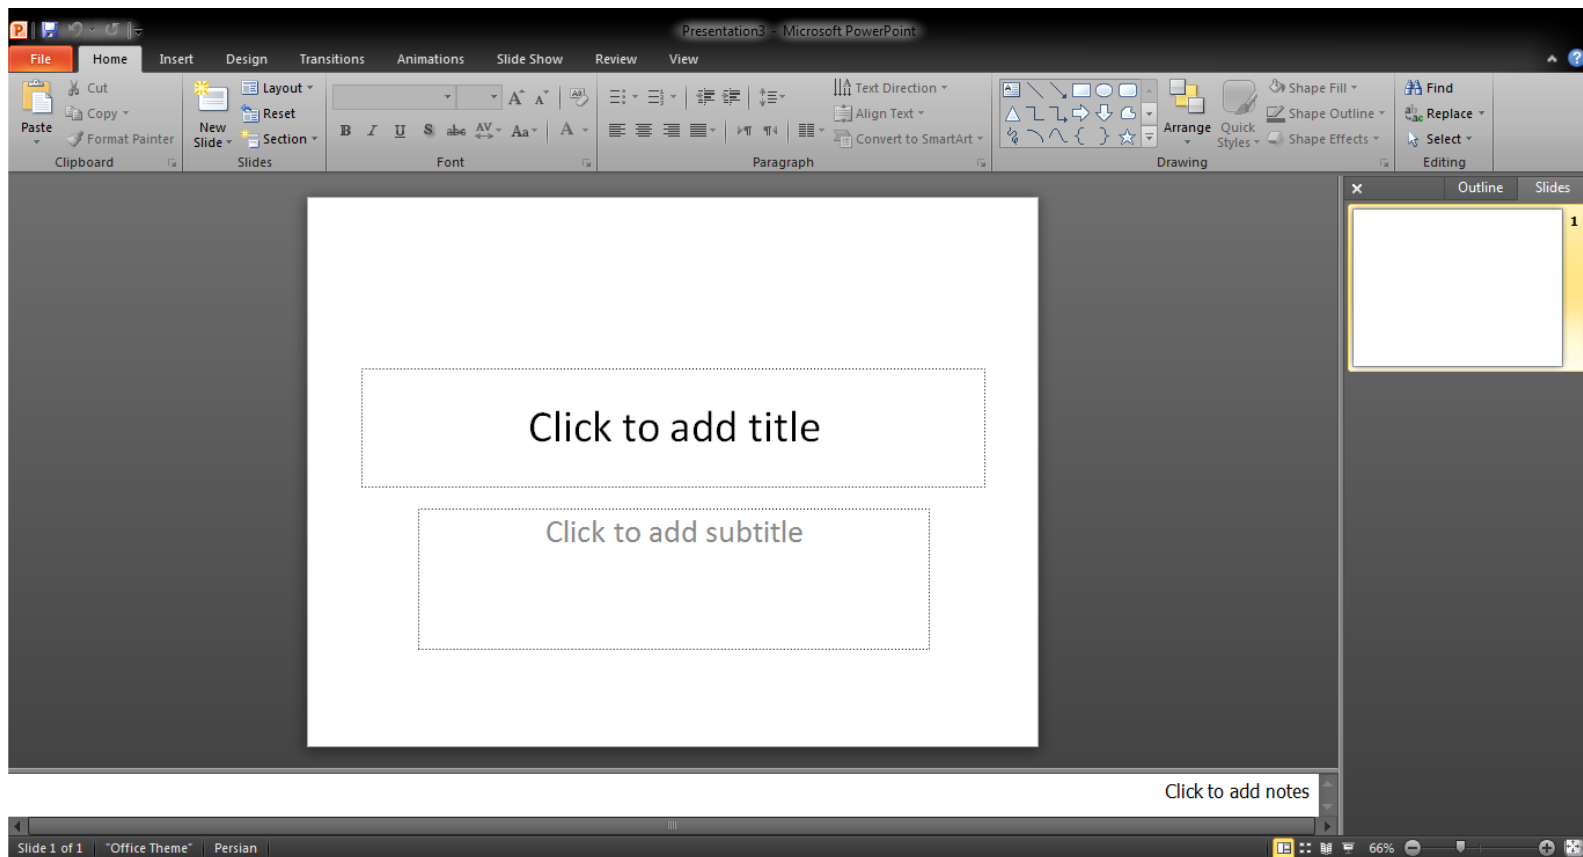 Presentation3 - Microsoft PowerPoint
File Home Insert Design Transitions Animations Slide Show Review View
Paste
Cut
Copy
Format Painter
Clipboard
New
Slide
Layout
Reset
Section
Slides
B I U S abc AV Aa A
Font
Text Direction
Align Text
Convert to SmartArt
Paragraph
Arrange
Quick
Styles
Shape Fill
Shape Outline
Shape Effects
Drawing
Find
Replace
Select
Editing
Outline Slides
1
Click to add title
Click to add subtitle
Click to add notes
Slide 1 of 1 "Office Theme" Persian 66%